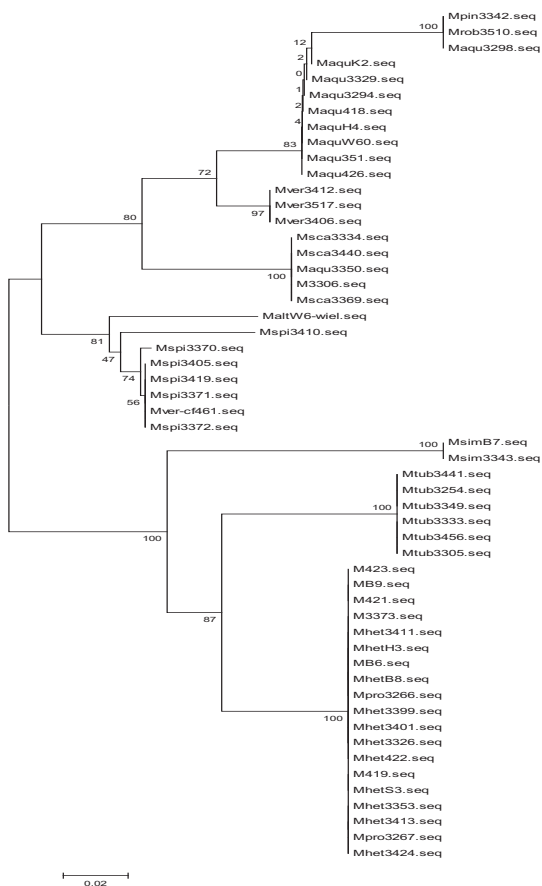 100
Mpin3342.seq
Mrob3510.seq
Maqu3298.seq
12
2
MaquK2.seq
0
Maqu3329.seq
1
Maqu3294.seq
2
Maqu418.seq
4
MaquH4.seq
83
MaquW60.seq
Maqu351.seq
Maqu426.seq
72
Mver3412.seq
Mver3517.seq
97
Mver3406.seq
80
Msca3334.seq
Msca3440.seq
Maqu3350.seq
100
M3306.seq
Msca3369.seq
MaltW6-wiel.seq
81
Mspi3410.seq
47
Mspi3370.seq
74
Mspi3405.seq
Mspi3419.seq
Mspi3371.seq
56
Mver-cf461.seq
Mspi3372.seq
100
MsimB7.seq
Msim3343.seq
100
Mtub3441.seq
Mtub3254.seq
100
Mtub3349.seq
Mtub3333.seq
Mtub3456.seq
Mtub3305.seq
87
M423.seq
MB9.seq
M421.seq
M3373.seq
Mhet3411.seq
MhetH3.seq
MB6.seq
MhetB8.seq
Mpro3266.seq
100
Mhet3399.seq
Mhet3401.seq
Mhet3326.seq
Mhet422.seq
M419.seq
MhetS3.seq
Mhet3353.seq
Mhet3413.seq
Mpro3267.seq
Mhet3424.seq
0.02